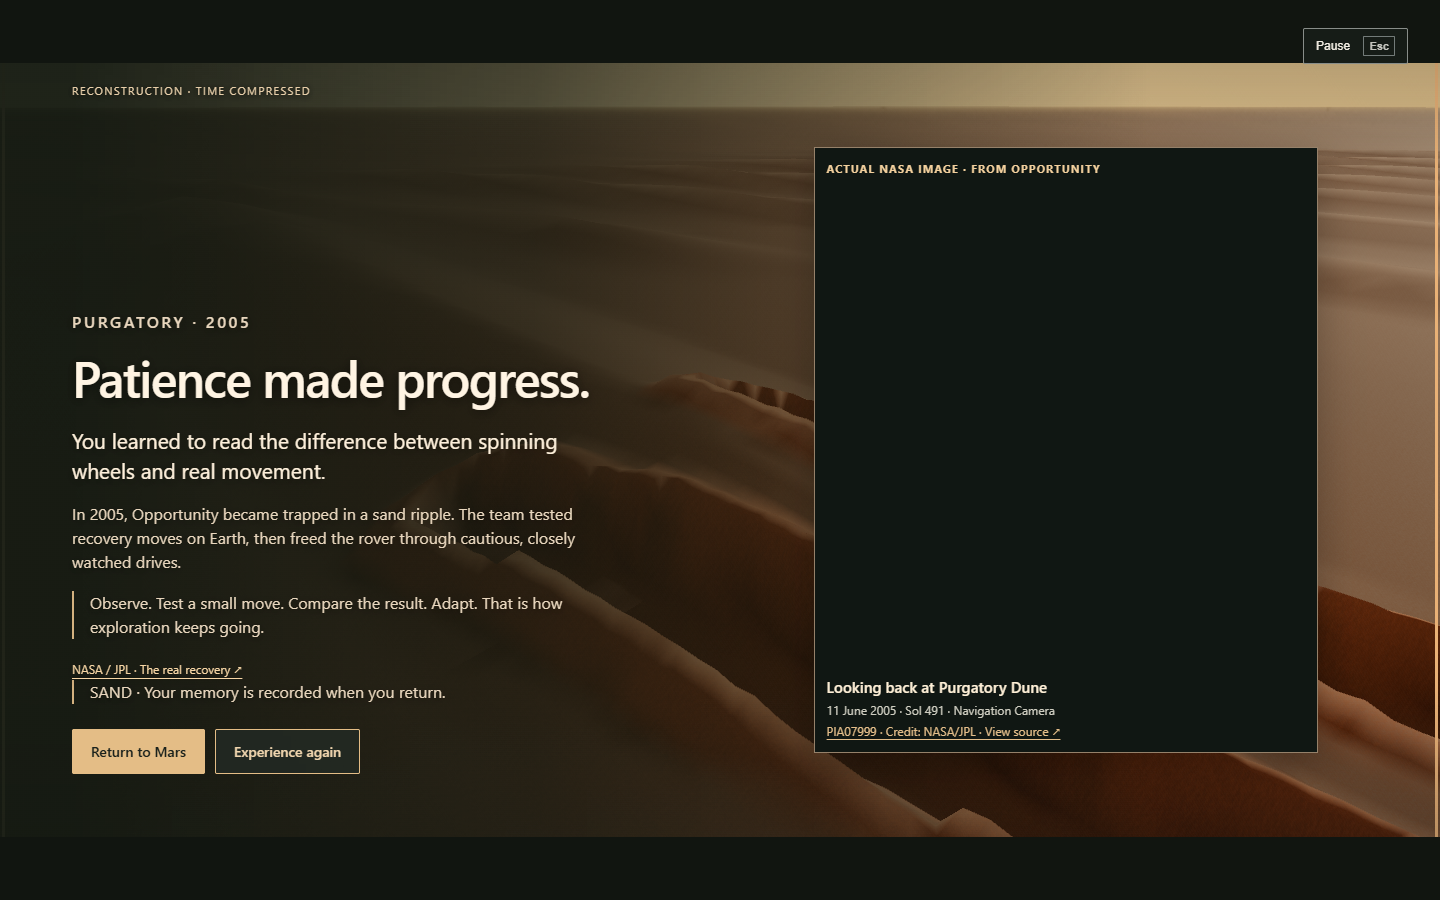 Pause Esc
RECONSTRUCTION · TIME COMPRESSED
PURGATORY · 2005
Patience made progress.
You learned to read the difference between spinning
wheels and real movement.
In 2005, Opportunity became trapped in a sand ripple. The team tested
recovery moves on Earth, then freed the rover through cautious, closely
watched drives.
Observe. Test a small move. Compare the result. Adapt. That is how
exploration keeps going.
NASA / JPL · The real recovery ↗
SAND · Your memory is recorded when you return.
Return to Mars
Experience again
ACTUAL NASA IMAGE · FROM OPPORTUNITY
Looking back at Purgatory Dune
11 June 2005 · Sol 491 · Navigation Camera
PIA07999 · Credit: NASA/JPL · View source ↗